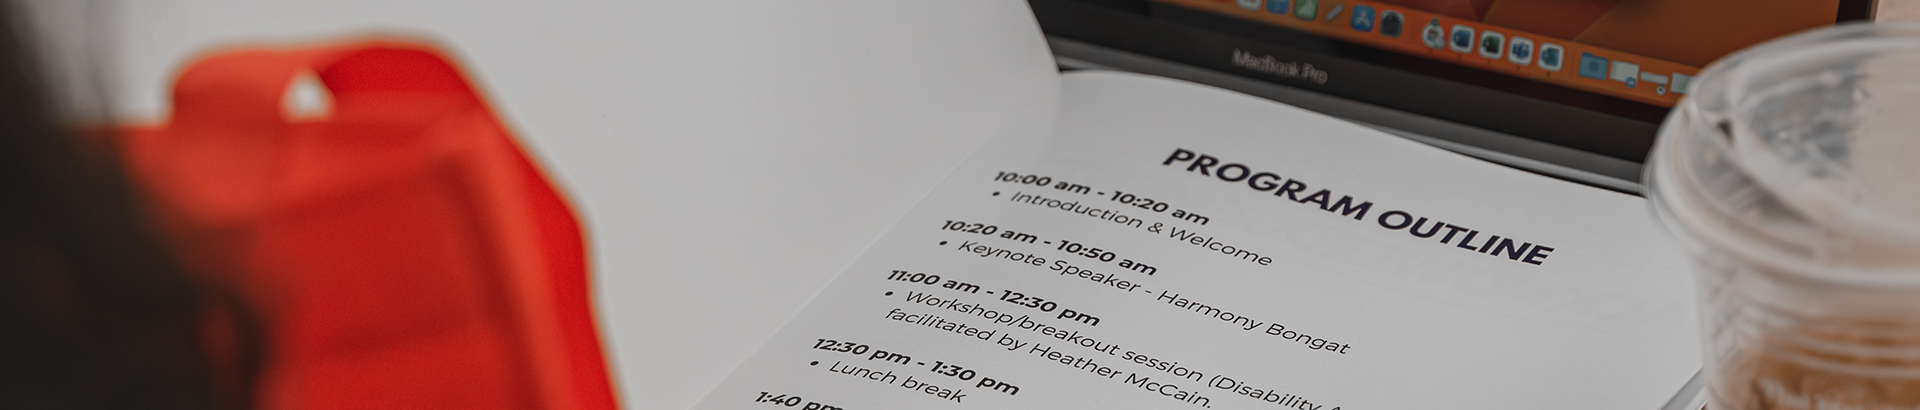 MacBook Pro
PROGRAM OUTLINE
10:00 am - 10:20 am
• Introduction & Welcome
10:20 am - 10:50 am
• Keynote Speaker - Harmony Bongat
11:00 am - 12:30 pm
• Workshop/breakout session (Disability
facilitated by Heather McCain.
12:30 pm - 1:30 pm
• Lunch break
1:40 pm